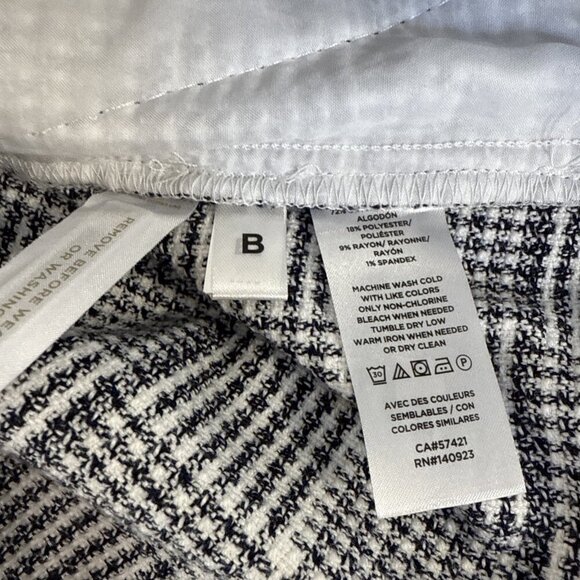 REMOVE BEFORE WE
OR WASHING
B
ALGODÓN
18% POLYESTER/
POLIÉSTER
9% RAYON/ RAYONNE/
RAYON
1% SPANDEX
MACHINE WASH COLD
WITH LIKE COLORS
ONLY NON-CHLORINE
BLEACH WHEN NEEDED
TUMBLE DRY LOW
WARM IRON WHEN NEEDED
OR DRY CLEAN
30
P
AVEC DES COULEURS
SEMBLABLES / CON
COLORES SIMILARES
CA#57421
RN#140923